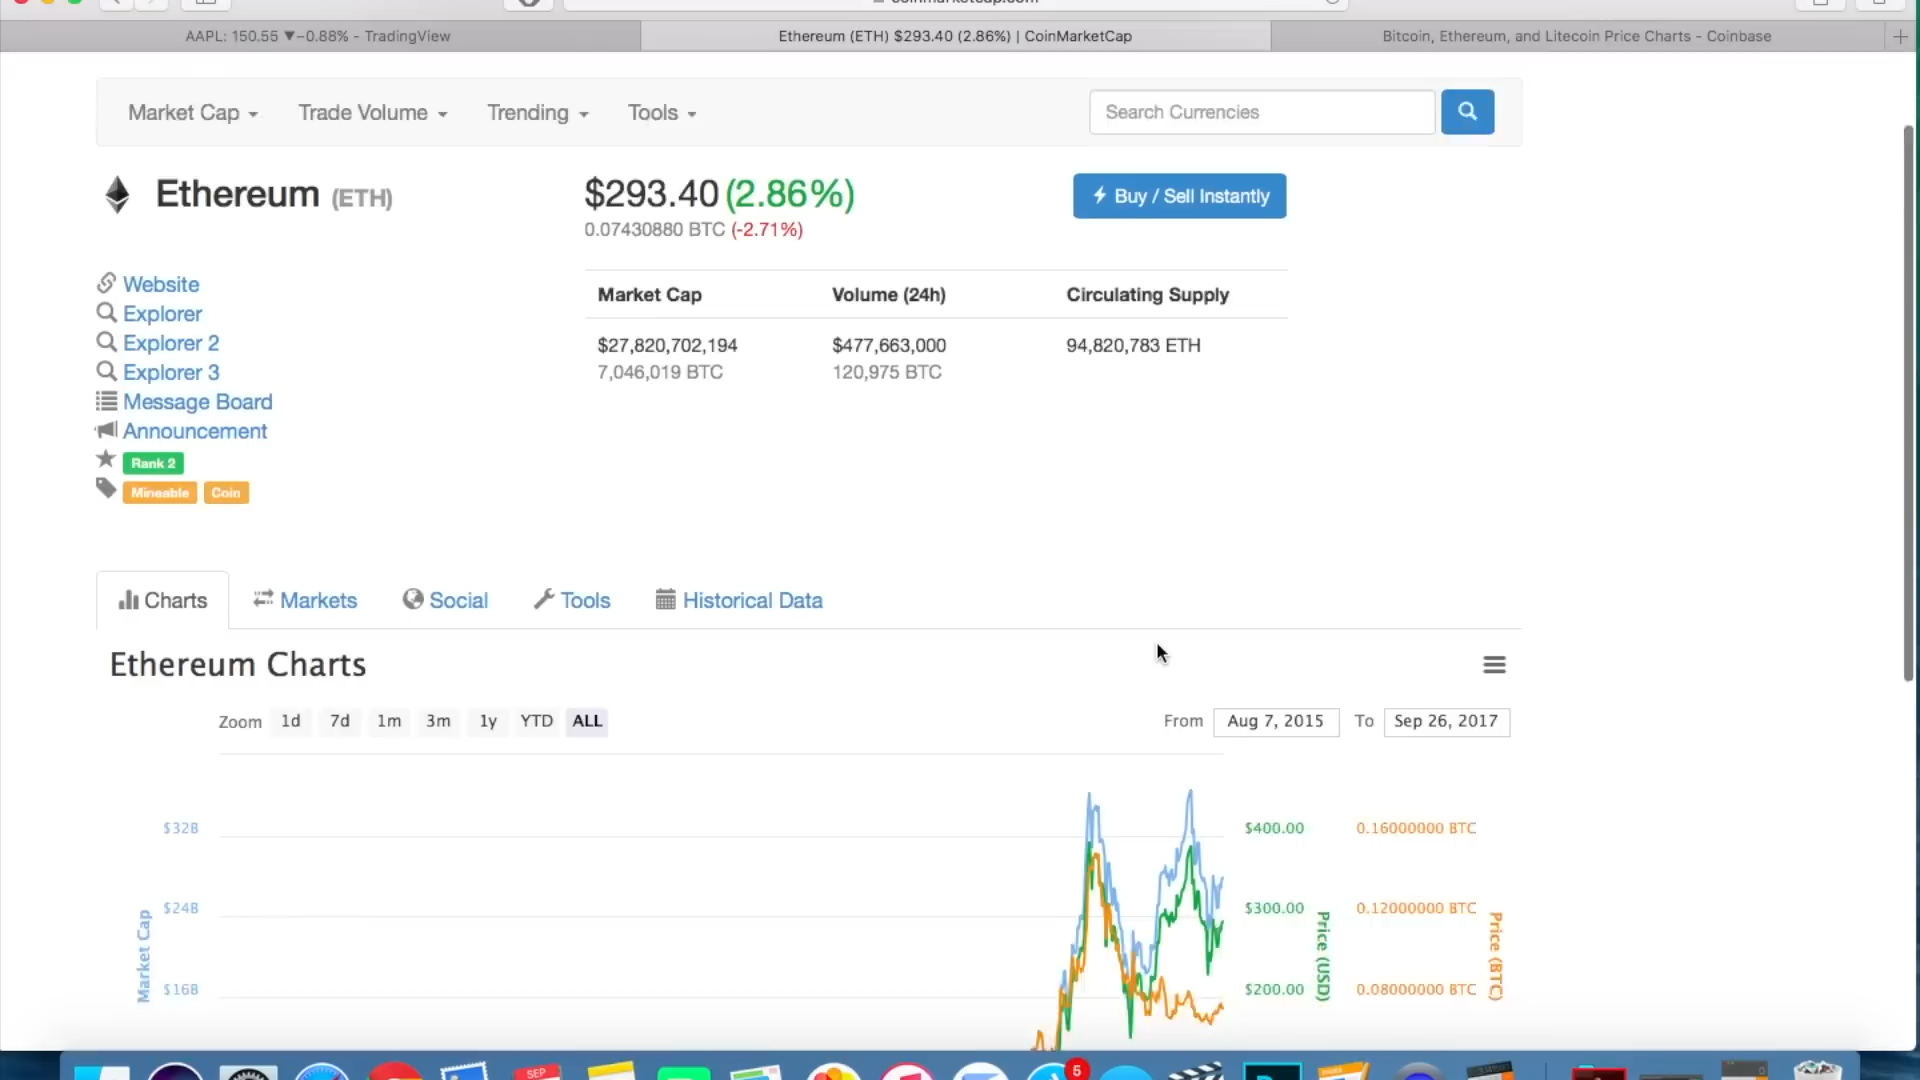 AAPL: 150.55 ▼−0.88% - TradingView
Ethereum (ETH) $293.40 (2.86%) | CoinMarketCap
Bitcoin, Ethereum, and Litecoin Price Charts - Coinbase
Market Cap
Trade Volume
Trending
Tools
Search Currencies
Ethereum (ETH)
$293.40 (2.86%)
0.07430880 BTC (-2.71%)
Buy / Sell Instantly
Website
Explorer
Explorer 2
Explorer 3
Message Board
Announcement
Rank 2
Mineable Coin
Market Cap Volume (24h) Circulating Supply
$27,820,702,194 $477,663,000 94,820,783 ETH
7,046,019 BTC 120,975 BTC
Charts Markets Social Tools Historical Data
Ethereum Charts
Zoom 1d 7d 1m 3m 1y YTD ALL
From Aug 7, 2015 To Sep 26, 2017
$32B
$24B
$16B
Market Cap
$400.00
$300.00
$200.00
Price (USD)
0.16000000 BTC
0.12000000 BTC
0.08000000 BTC
Price (BTC)
SEP
5